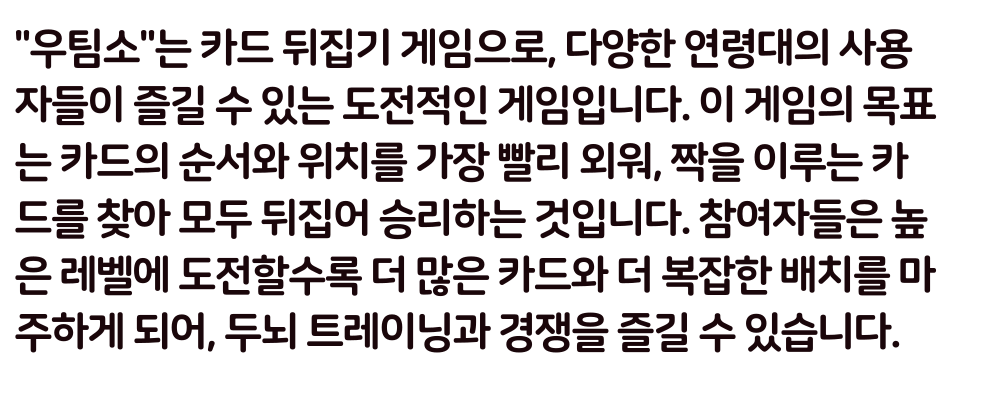 "우팀소"는 카드 뒤집기 게임으로, 다양한 연령대의 사용
자들이 즐길 수 있는 도전적인 게임입니다. 이 게임의 목표
는 카드의 순서와 위치를 가장 빨리 외워, 짝을 이루는 카
드를 찾아 모두 뒤집어 승리하는 것입니다. 참여자들은 높
은 레벨에 도전할수록 더 많은 카드와 더 복잡한 배치를 마
주하게 되어, 두뇌 트레이닝과 경쟁을 즐길 수 있습니다.